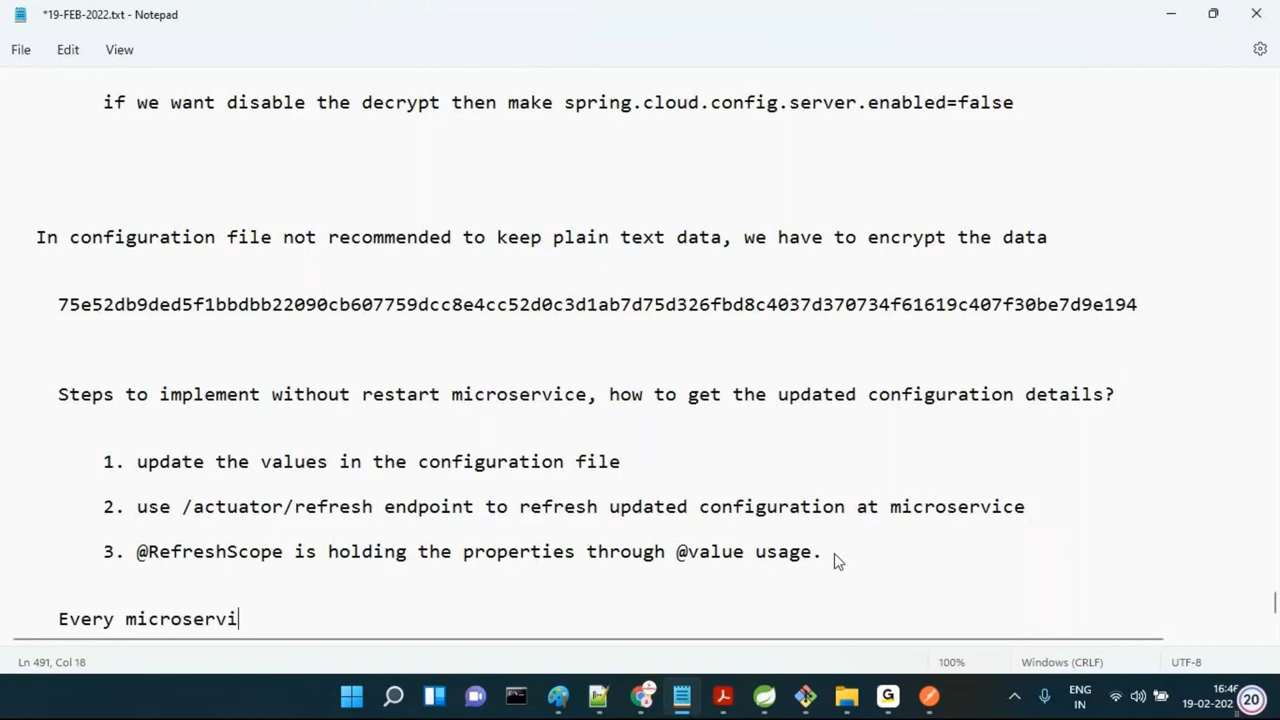 *19-FEB-2022.txt - Notepad
File Edit View
if we want disable the decrypt then make spring.cloud.config.server.enabled=false
In configuration file not recommended to keep plain text data, we have to encrypt the data
75e52db9ded5f1bbdbb22090cb607759dcc8e4cc52d0c3d1ab7d75d326fbd8c4037d370734f61619c407f30be7d9e194
Steps to implement without restart microservice, how to get the updated configuration details?
1. update the values in the configuration file
2. use /actuator/refresh endpoint to refresh updated configuration at microservice
3. @RefreshScope is holding the properties through @value usage.
Every microservi
Ln 491, Col 18 100% Windows (CRLF) UTF-8
ENG 16:46
IN 19-02-202 20